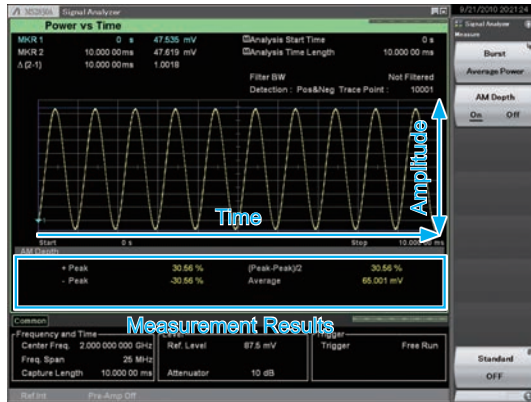 MS2830A Signal Analyzer
9/21/2010 20:21:24
Power vs Time
MKR 1 0 s 47.535 mV Analysis Start Time 0 s
MKR 2 10.000 00 ms 47.619 mV Analysis Time Length 10.000 00 ms
Δ (2-1) 10.000 00 ms 1.0018
Filter BW Not Filtered
Detection : Pos&Neg Trace Point : 10001
Amplitude
Time
Start 0 s Stop 10.000 00 ms
AM Depth
+ Peak 30.56 % (Peak-Peak)/2 30.56 %
- Peak -30.56 % Average 65.001 mV
Measurement Results
Common
Frequency and Time Level Trigger
Center Freq. 2.000 000 000 GHz Ref. Level 87.5 mV Trigger Free Run
Freq. Span 25 MHz
Capture Length 10.000 00 ms Attenuator 10 dB
Ref.Int Pre-Amp Off
Signal Analyzer
Measure
Burst
Average Power
AM Depth
On Off
Standard
OFF